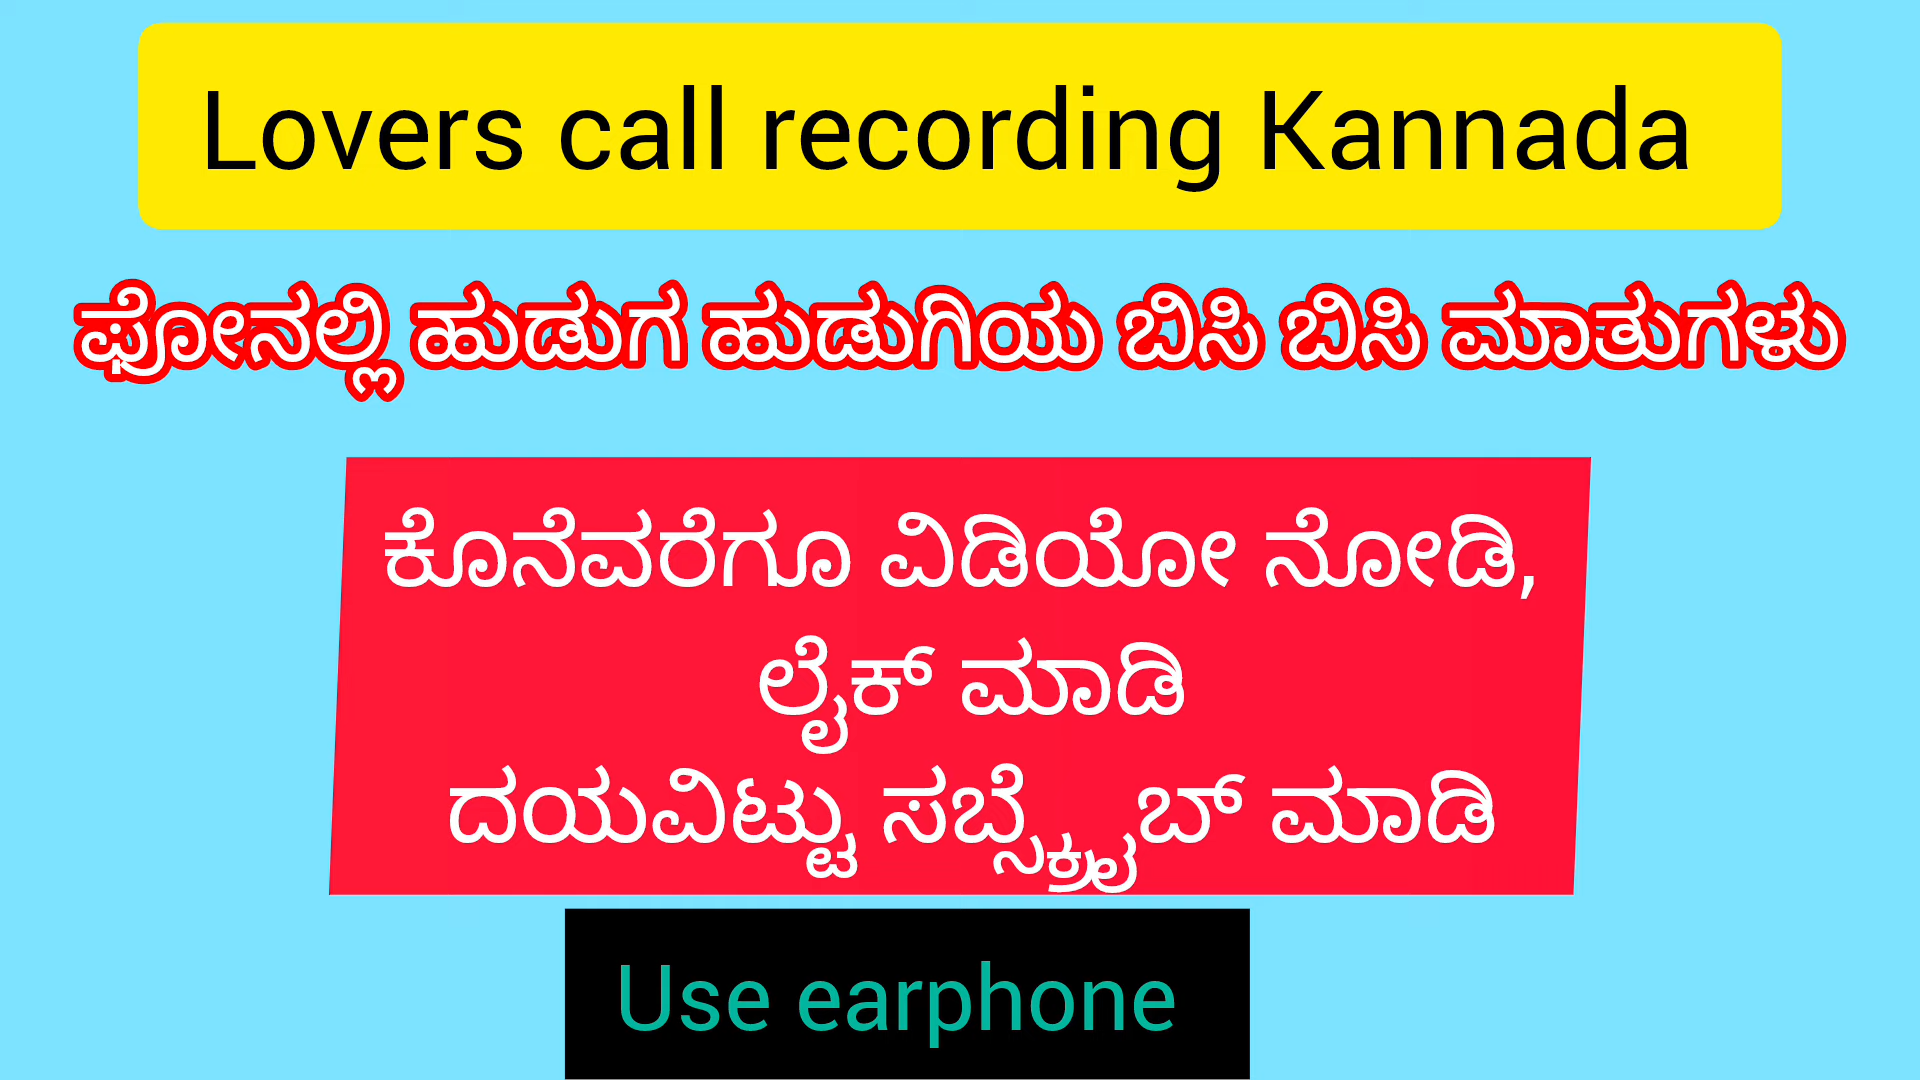 Lovers call recording Kannada
ಫೋನಲ್ಲಿ ಹುಡುಗ ಹುಡುಗಿಯ ಬಿಸಿ ಬಿಸಿ ಮಾತುಗಳು
ಕೊನೆವರೆಗೂ ವಿಡಿಯೋ ನೋಡಿ,
ಲೈಕ್ ಮಾಡಿ
ದಯವಿಟ್ಟು ಸಬ್ಸ್ಕ್ರೈಬ್ ಮಾಡಿ
Use earphone